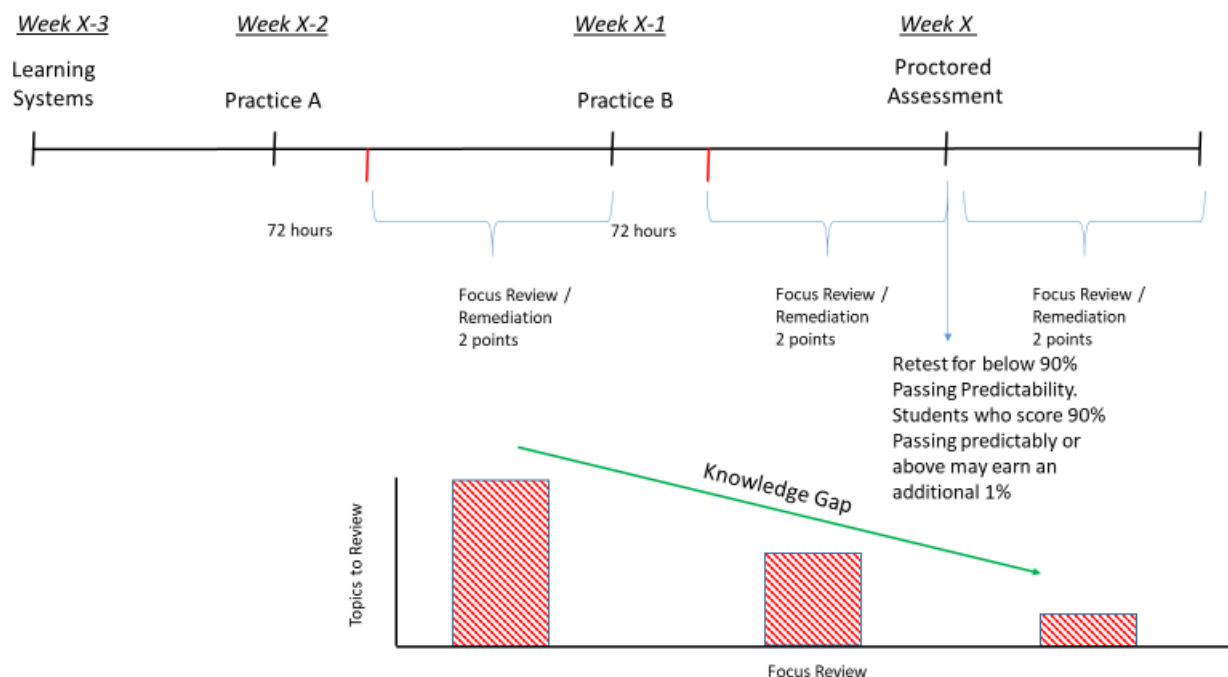 Week X-3
Week X-2
Week X-1
Week X
Learning
Systems
Practice A
Practice B
Proctored
Assessment
72 hours
72 hours
Focus Review /
Remediation
2 points
Focus Review /
Remediation
2 points
Focus Review /
Remediation
2 points
Retest for below 90%
Passing Predictability.
Students who score 90%
Passing predictably or
above may earn an
additional 1%
Knowledge Gap
Topics to Review
Focus Review